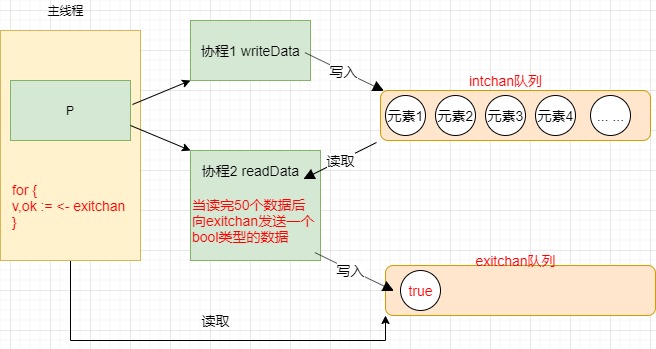 主线程
P
for {
v,ok := <- exitchan
}
协程1 writeData
写入
intchan队列
元素1
元素2
元素3
元素4
... ...
读取
协程2 readData
当读完50个数据后
向exitchan发送一个
bool类型的数据
写入
exitchan队列
true
读取